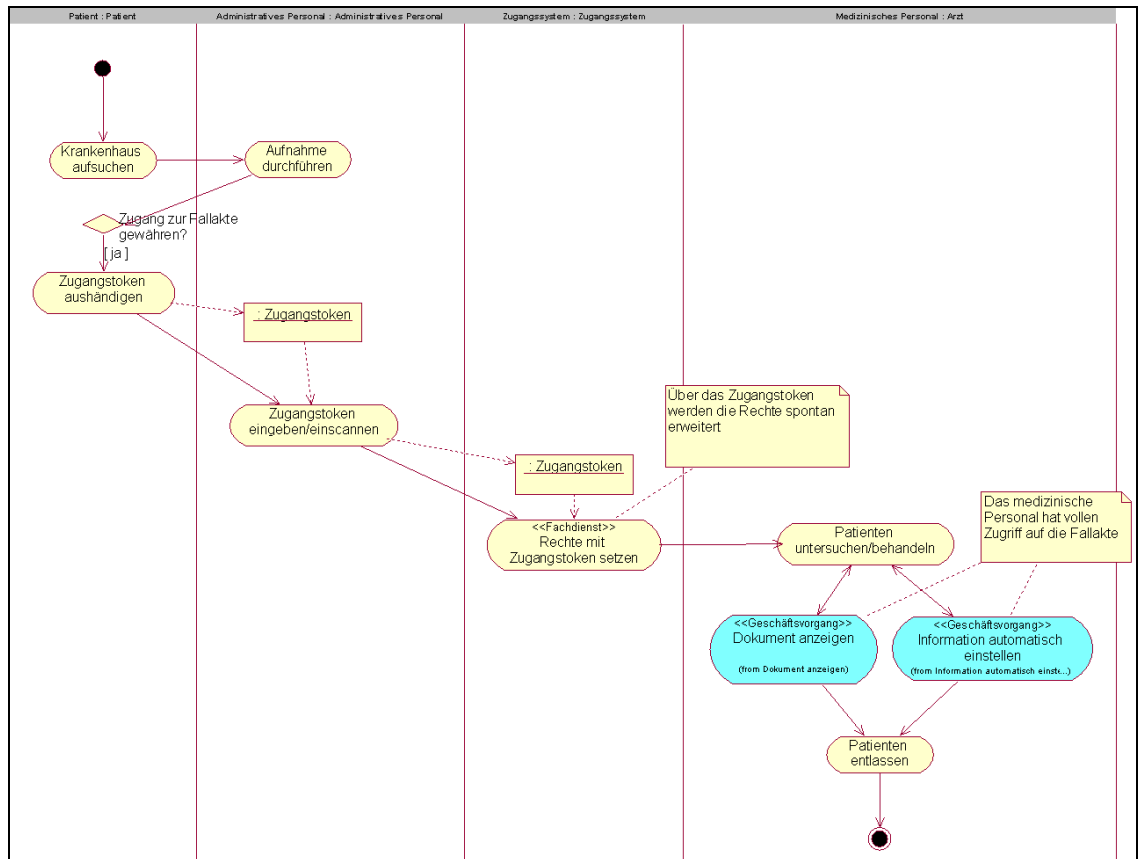 Patient : Patient
Administratives Personal : Administratives Personal
Zugangssystem : Zugangssystem
Medizinisches Personal : Arzt
Krankenhaus
aufsuchen
Aufnahme
durchführen
Zugang zur Fallakte
gewähren?
[ ja ]
Zugangstoken
aushändigen
: Zugangstoken
Zugangstoken
eingeben/einscannen
: Zugangstoken
Über das Zugangstoken
werden die Rechte spontan
erweitert
<<Fachdienst>>
Rechte mit
Zugangstoken setzen
Patienten
untersuchen/behandeln
Das medizinische
Personal hat vollen
Zugriff auf die Fallakte
<<Geschäftsvorgang>>
Dokument anzeigen
(from Dokument anzeigen)
<<Geschäftsvorgang>>
Information automatisch
einstellen
(from Information automatisch einste...)
Patienten
entlassen